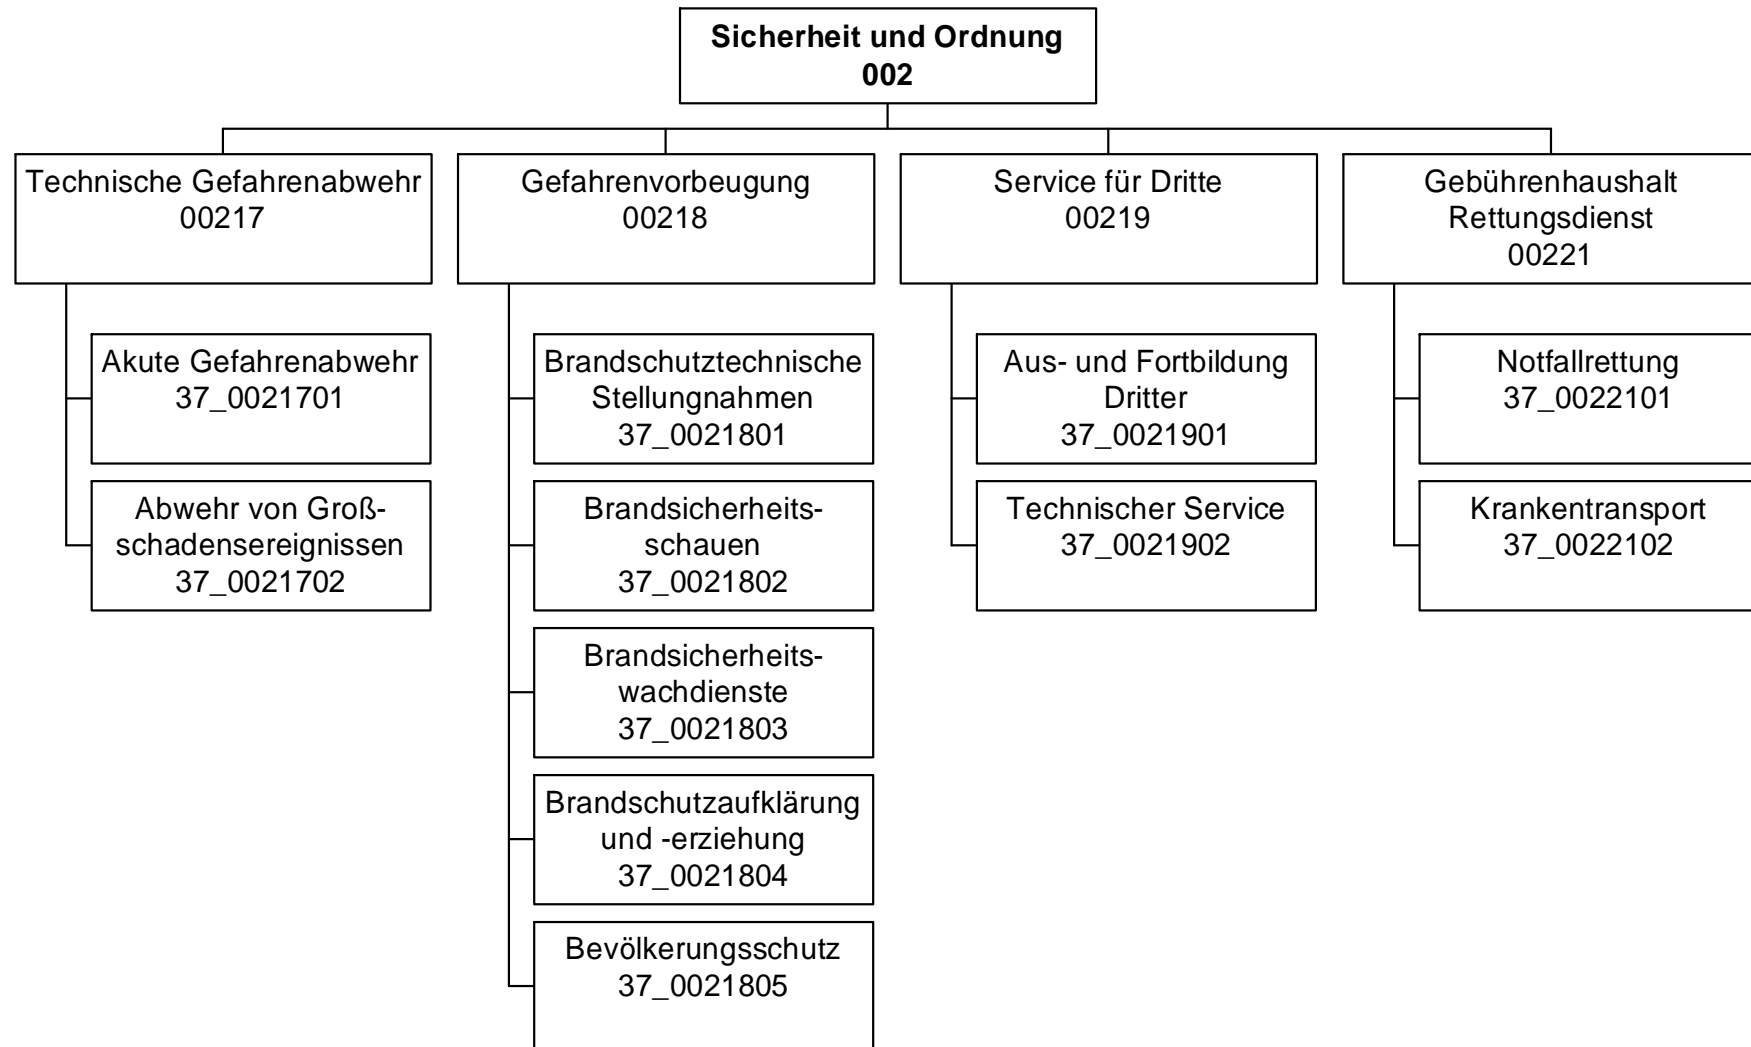 Sicherheit und Ordnung
002
Technische Gefahrenabwehr
00217
Gefahrenvorbeugung
00218
Service für Dritte
00219
Gebührenhaushalt
Rettungsdienst
00221
Akute Gefahrenabwehr
37_0021701
Abwehr von Groß-
schadensereignissen
37_0021702
Brandschutztechnische
Stellungnahmen
37_0021801
Brandsicherheits-
schauen
37_0021802
Brandsicherheits-
wachdienste
37_0021803
Brandschutzaufklärung
und -erziehung
37_0021804
Bevölkerungsschutz
37_0021805
Aus- und Fortbildung
Dritter
37_0021901
Technischer Service
37_0021902
Notfallrettung
37_0022101
Krankentransport
37_0022102